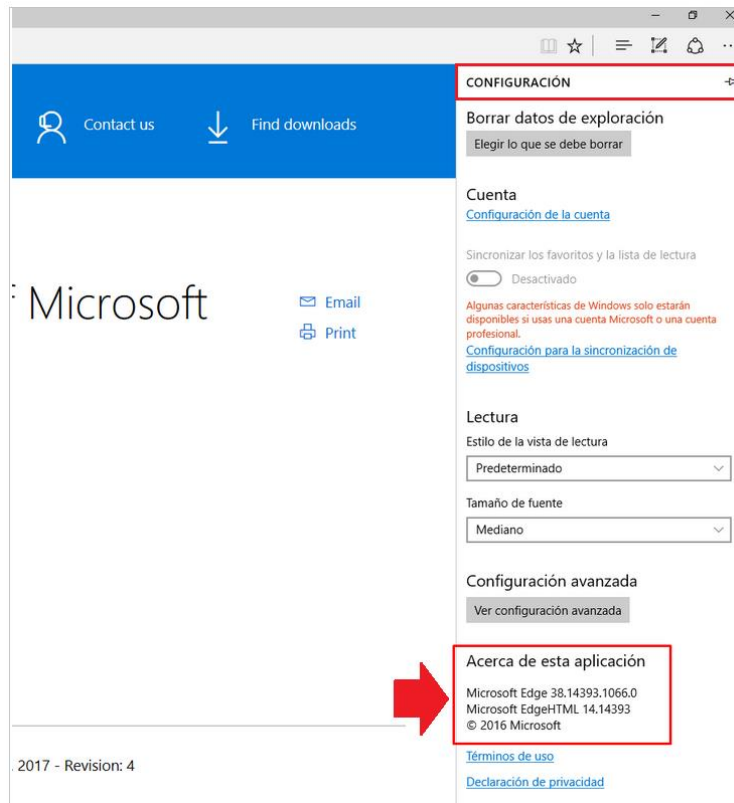 CONFIGURACIÓN
Contact us
Find downloads
Borrar datos de exploración
Elegir lo que se debe borrar
Cuenta
Configuración de la cuenta
Sincronizar los favoritos y la lista de lectura
Desactivado
Microsoft
Email
Print
Algunas características de Windows solo estarán
disponibles si usas una cuenta Microsoft o una cuenta
profesional.
Configuración para la sincronización de
dispositivos
Lectura
Estilo de la vista de lectura
Predeterminado
Tamaño de fuente
Mediano
Configuración avanzada
Ver configuración avanzada
Acerca de esta aplicación
Microsoft Edge 38.14393.1066.0
Microsoft EdgeHTML 14.14393
© 2016 Microsoft
Términos de uso
Declaración de privacidad
. 2017 - Revision: 4